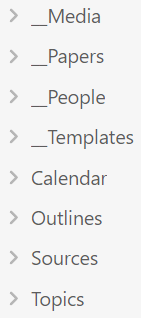 __Media
__Papers
__People
__Templates
Calendar
Outlines
Sources
Topics